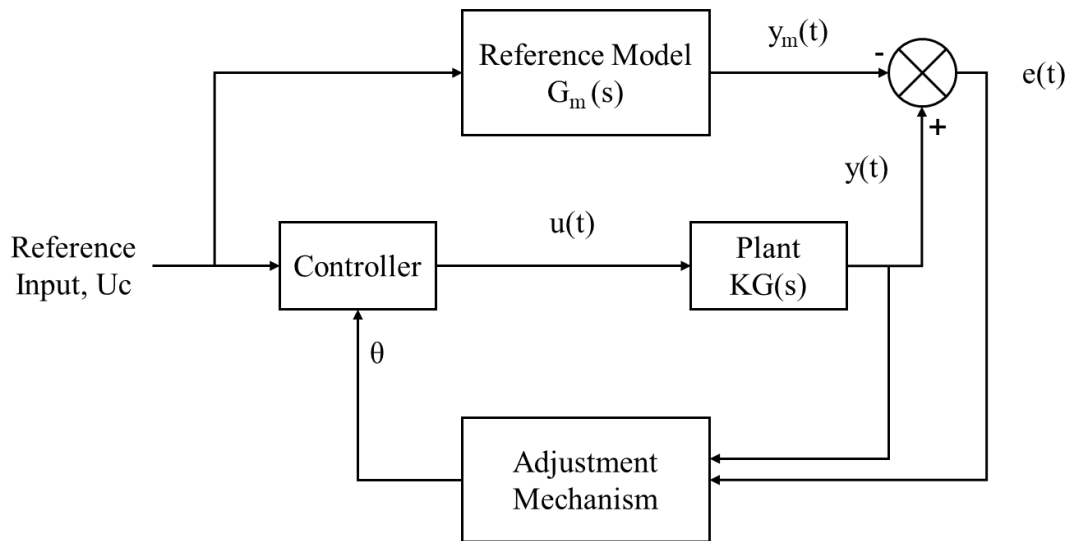 y_m(t)
Reference Model
G_m (s)
-
e(t)
+
y(t)
u(t)
Reference
Input, Uc
Controller
Plant
KG(s)
θ
Adjustment
Mechanism